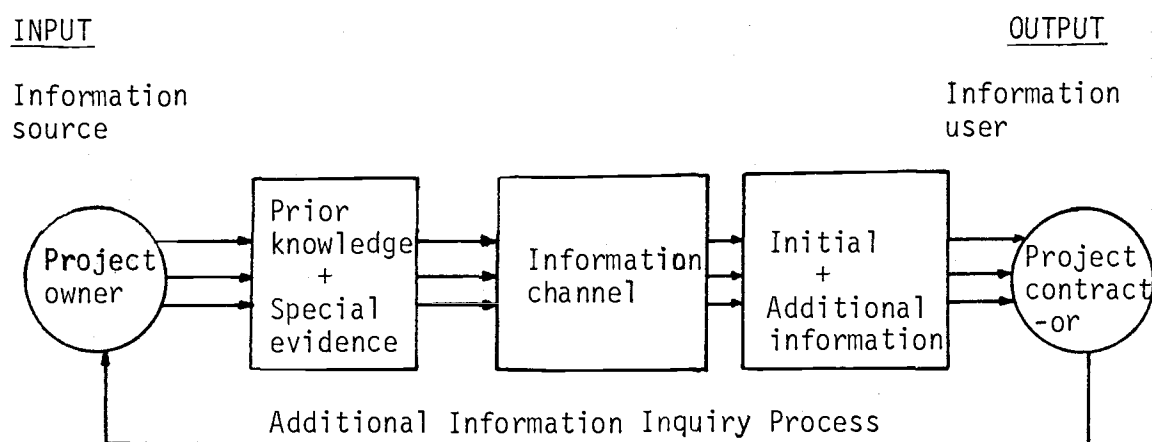 INPUT
OUTPUT
Information
source
Information
user
Project
owner
Prior
knowledge
+
Special
evidence
Information
channel
Initial
+
Additional
information
Project
contract
-or
Additional Information Inquiry Process